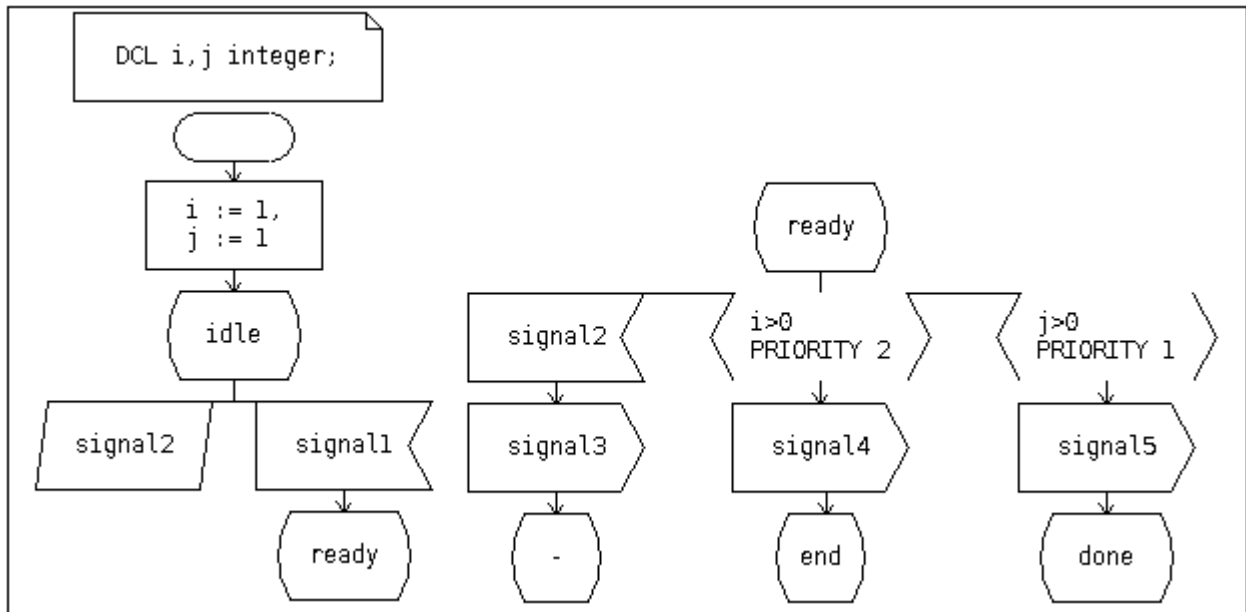 DCL i,j integer;
i := 1,
j := 1
idle
signal2
signal1
ready
ready
signal2
i>0
PRIORITY 2
j>0
PRIORITY 1
signal3
signal4
signal5
-
end
done